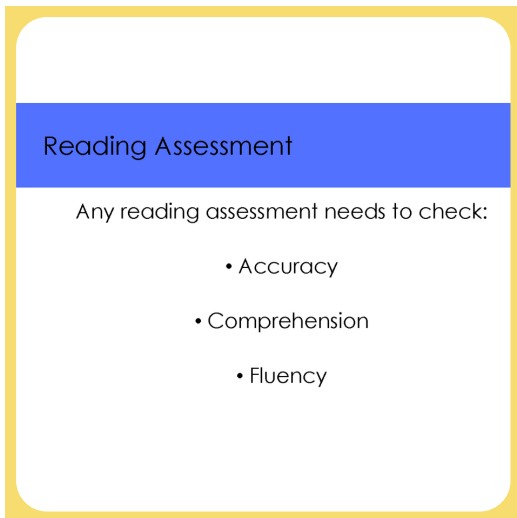 Reading Assessment
Any reading assessment needs to check:
• Accuracy
• Comprehension
• Fluency